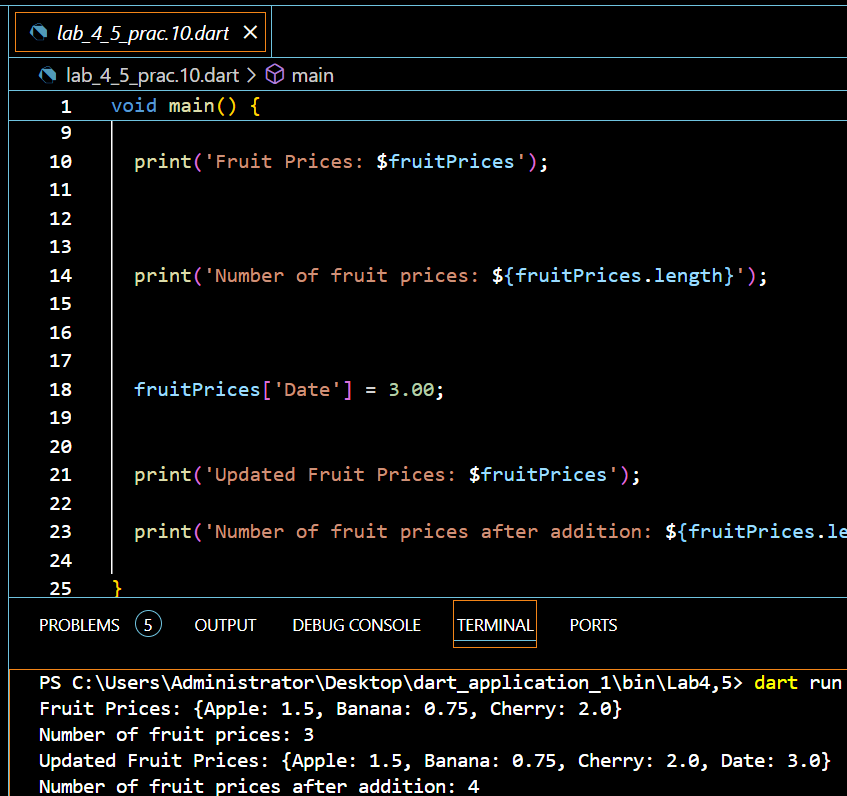 lab_4_5_prac.10.dart
lab_4_5_prac.10.dart > main
1 void main() {
9
10 print('Fruit Prices: $fruitPrices');
11
12
13
14 print('Number of fruit prices: ${fruitPrices.length}');
15
16
17
18 fruitPrices['Date'] = 3.00;
19
20
21 print('Updated Fruit Prices: $fruitPrices');
22
23 print('Number of fruit prices after addition: ${fruitPrices.le
24
25 }
PROBLEMS 5 OUTPUT DEBUG CONSOLE TERMINAL PORTS
PS C:\Users\Administrator\Desktop\dart_application_1\bin\Lab4,5> dart run
Fruit Prices: {Apple: 1.5, Banana: 0.75, Cherry: 2.0}
Number of fruit prices: 3
Updated Fruit Prices: {Apple: 1.5, Banana: 0.75, Cherry: 2.0, Date: 3.0}
Number of fruit prices after addition: 4